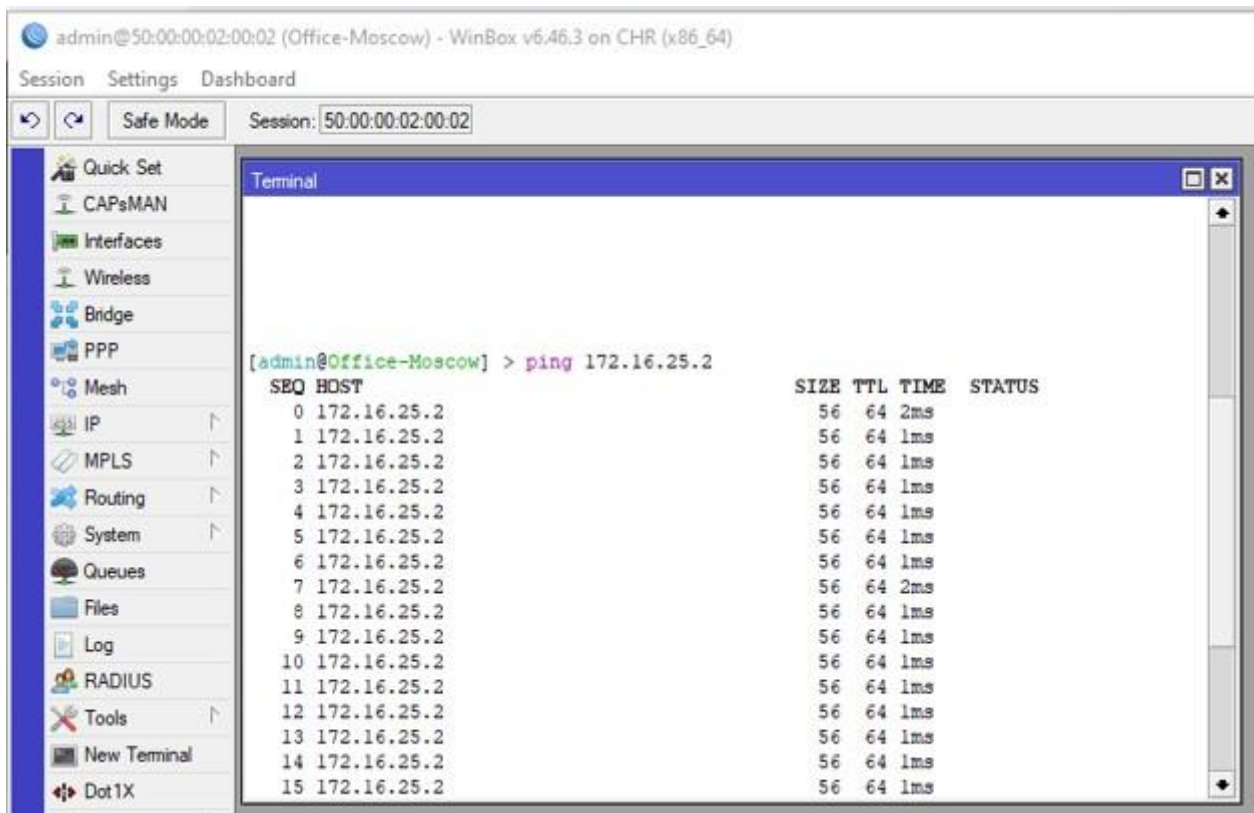 admin@50:00:00:02:00:02 (Office-Moscow) - WinBox v6.46.3 on CHR (x86_64)
Session Settings Dashboard
Safe Mode Session: 50:00:00:02:00:02
Quick Set
CAPsMAN
Interfaces
Wireless
Bridge
PPP
Mesh
IP
MPLS
Routing
System
Queues
Files
Log
RADIUS
Tools
New Terminal
Dot1X
Terminal
[admin@Office-Moscow] > ping 172.16.25.2
SEQ HOST SIZE TTL TIME STATUS
0 172.16.25.2 56 64 2ms
1 172.16.25.2 56 64 1ms
2 172.16.25.2 56 64 1ms
3 172.16.25.2 56 64 1ms
4 172.16.25.2 56 64 1ms
5 172.16.25.2 56 64 1ms
6 172.16.25.2 56 64 1ms
7 172.16.25.2 56 64 2ms
8 172.16.25.2 56 64 1ms
9 172.16.25.2 56 64 1ms
10 172.16.25.2 56 64 1ms
11 172.16.25.2 56 64 1ms
12 172.16.25.2 56 64 1ms
13 172.16.25.2 56 64 1ms
14 172.16.25.2 56 64 1ms
15 172.16.25.2 56 64 1ms